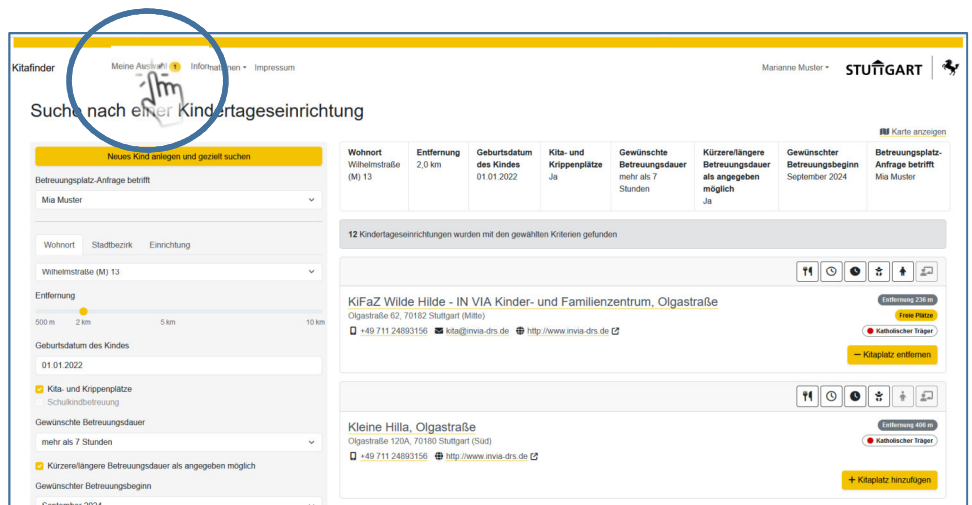 Kitafinder
Meine Auswahl 1 Informationen Impressum
Marianne Muster
STUTTGART
Suche nach einer Kindertageseinrichtung
Karte anzeigen
Neues Kind anlegen und gezielt suchen
Betreuungsplatz-Anfrage betrifft
Mia Muster
Wohnort Stadtbezirk Einrichtung
Wilhelmstraße (M) 13
Entfernung
500 m 2 km 5 km 10 km
Geburtsdatum des Kindes
01.01.2022
Kita- und Krippenplätze
Schulkindbetreuung
Gewünschte Betreuungsdauer
mehr als 7 Stunden
Kürzere/längere Betreuungsdauer als angegeben möglich
Gewünschter Betreuungsbeginn
September 2024
Wohnort
Wilhelmstraße
(M) 13
Entfernung
2,0 km
Geburtsdatum
des Kindes
01.01.2022
Kita- und
Krippenplätze
Ja
Gewünschte
Betreuungsdauer
mehr als 7
Stunden
Kürzere/längere
Betreuungsdauer
als angegeben
möglich
Ja
Gewünschter
Betreuungsbeginn
September 2024
Betreuungsplatz-
Anfrage betrifft
Mia Muster
12 Kindertageseinrichtungen wurden mit den gewählten Kriterien gefunden
KiFaZ Wilde Hilde - IN VIA Kinder- und Familienzentrum, Olgastraße
Olgastraße 62, 70182 Stuttgart (Mitte)
+49 711 24893156 kita@invia-drs.de http://www.invia-drs.de
Entfernung 236 m
Freie Plätze
Katholischer Träger
− Kitaplatz entfernen
Kleine Hilla, Olgastraße
Olgastraße 120A, 70180 Stuttgart (Süd)
+49 711 24893156 http://www.invia-drs.de
Entfernung 406 m
Katholischer Träger
+ Kitaplatz hinzufügen